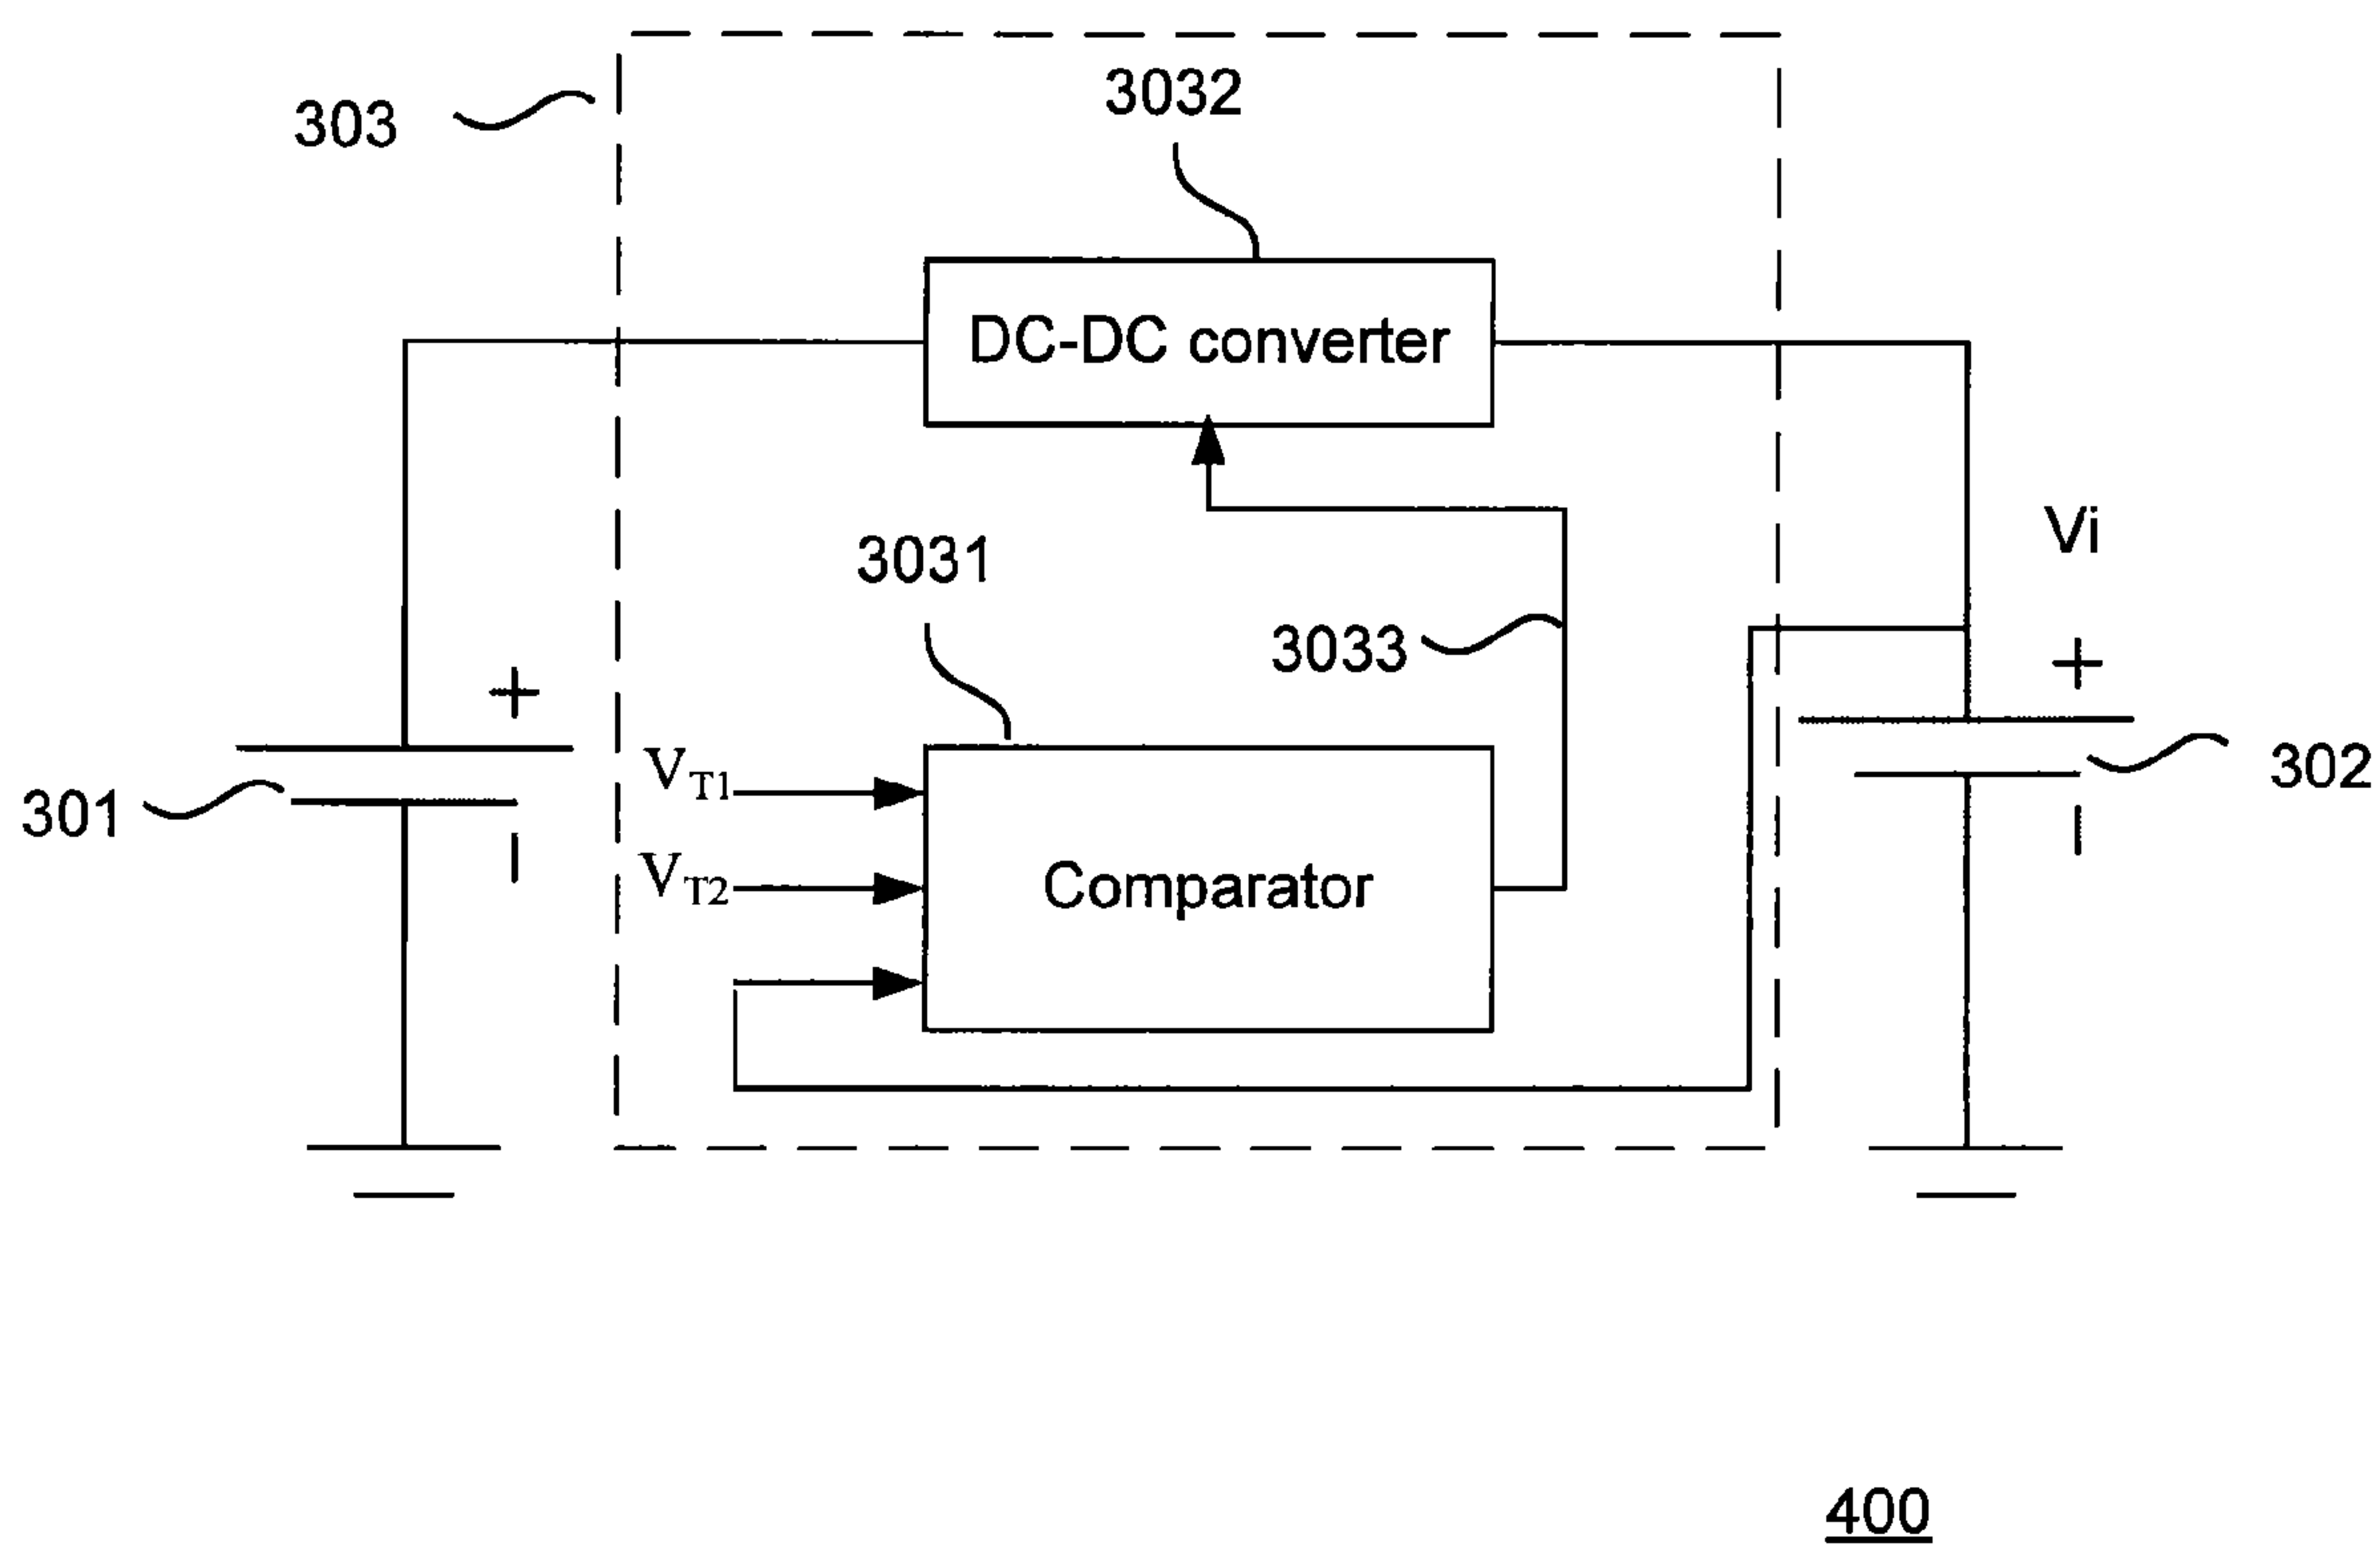 3032
303
DC-DC converter
Vi
3031
3033
+
+
VT1
302
301
VT2
Comparator
400